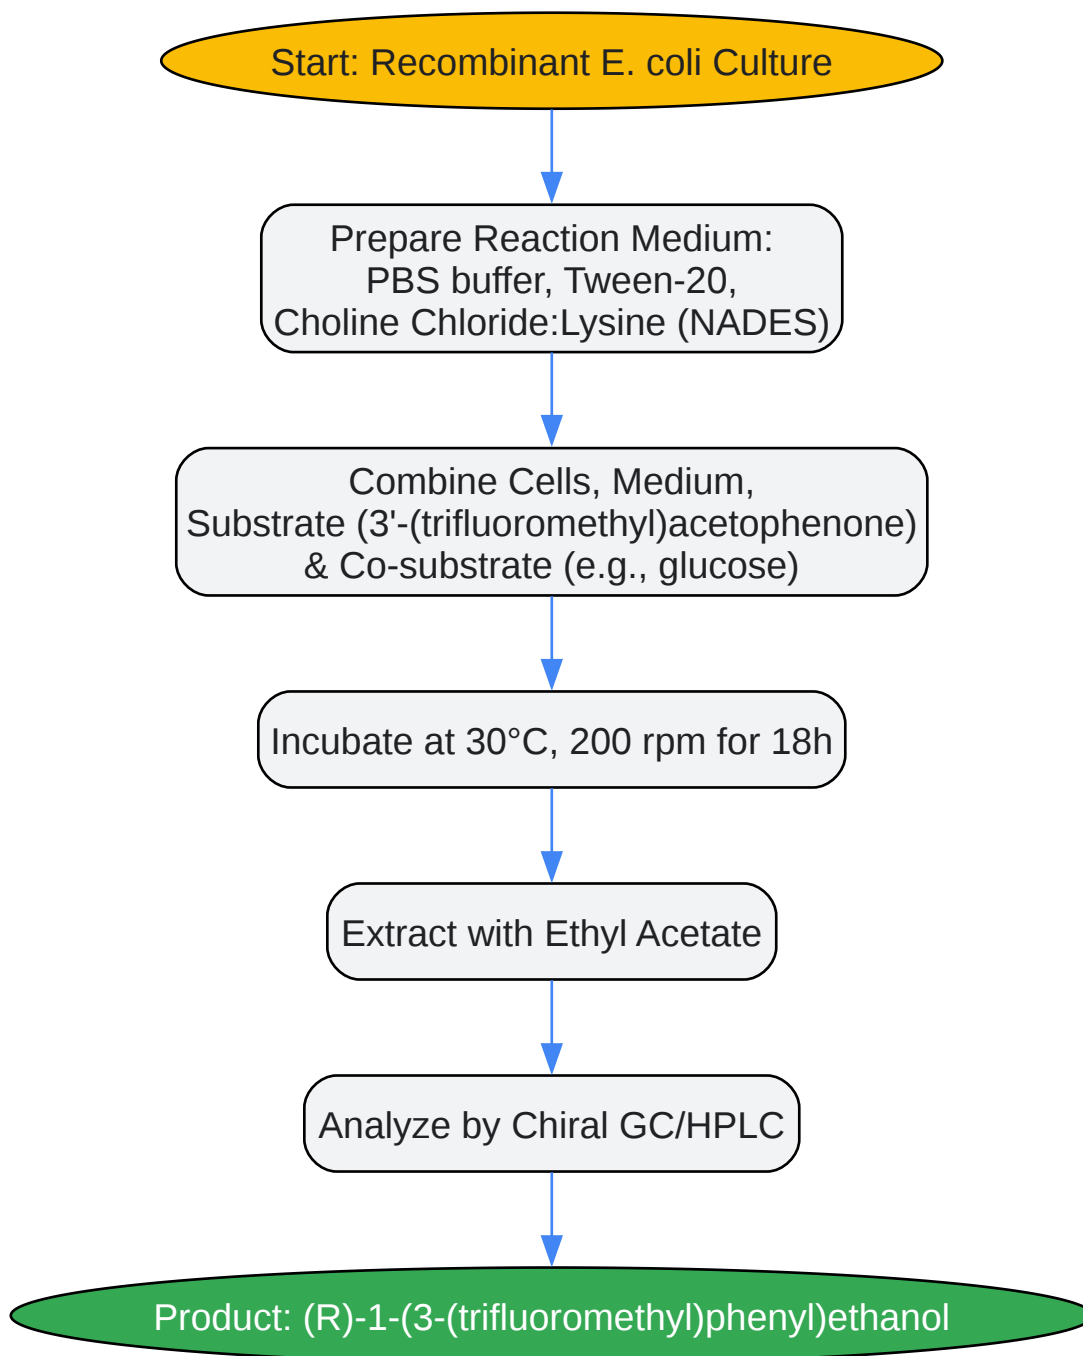 Start: Recombinant E. coli Culture
Prepare Reaction Medium:
PBS buffer, Tween-20,
Choline Chloride:Lysine (NADES)
Combine Cells, Medium,
Substrate (3'-(trifluoromethyl)acetophenone)
& Co-substrate (e.g., glucose)
Incubate at 30°C, 200 rpm for 18h
Extract with Ethyl Acetate
Analyze by Chiral GC/HPLC
Product: (R)-1-(3-(trifluoromethyl)phenyl)ethanol